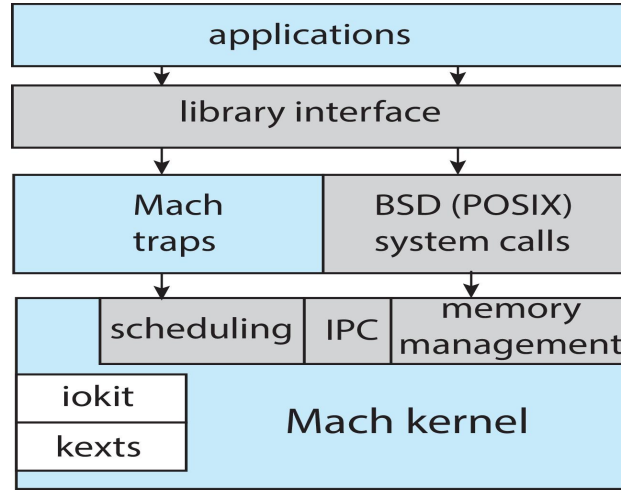 applications
library interface
Mach
traps
BSD (POSIX)
system calls
scheduling
IPC
memory
management
iokit
kexts
Mach kernel